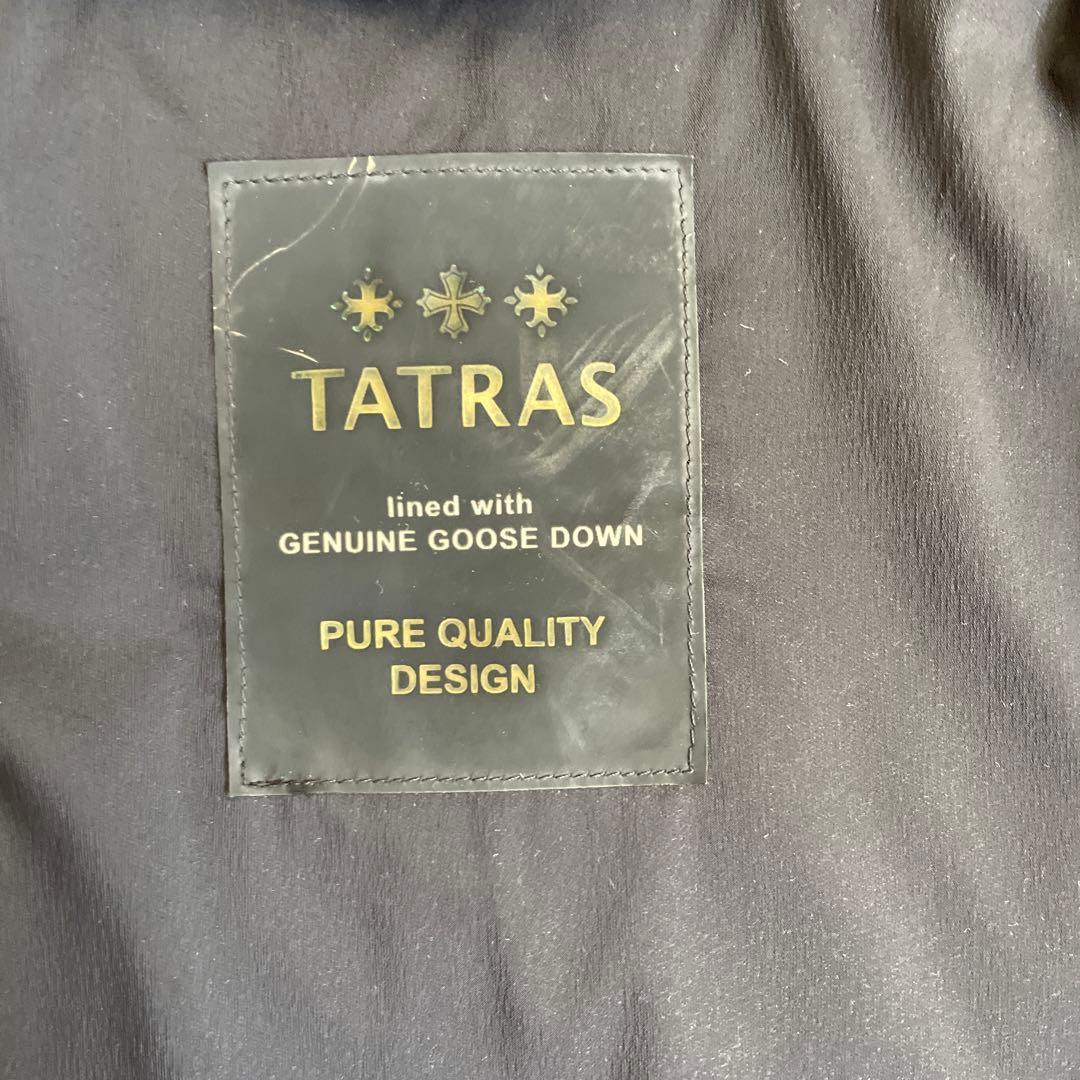 TATRAS
lined with
GENUINE GOOSE DOWN
PURE QUALITY
DESIGN